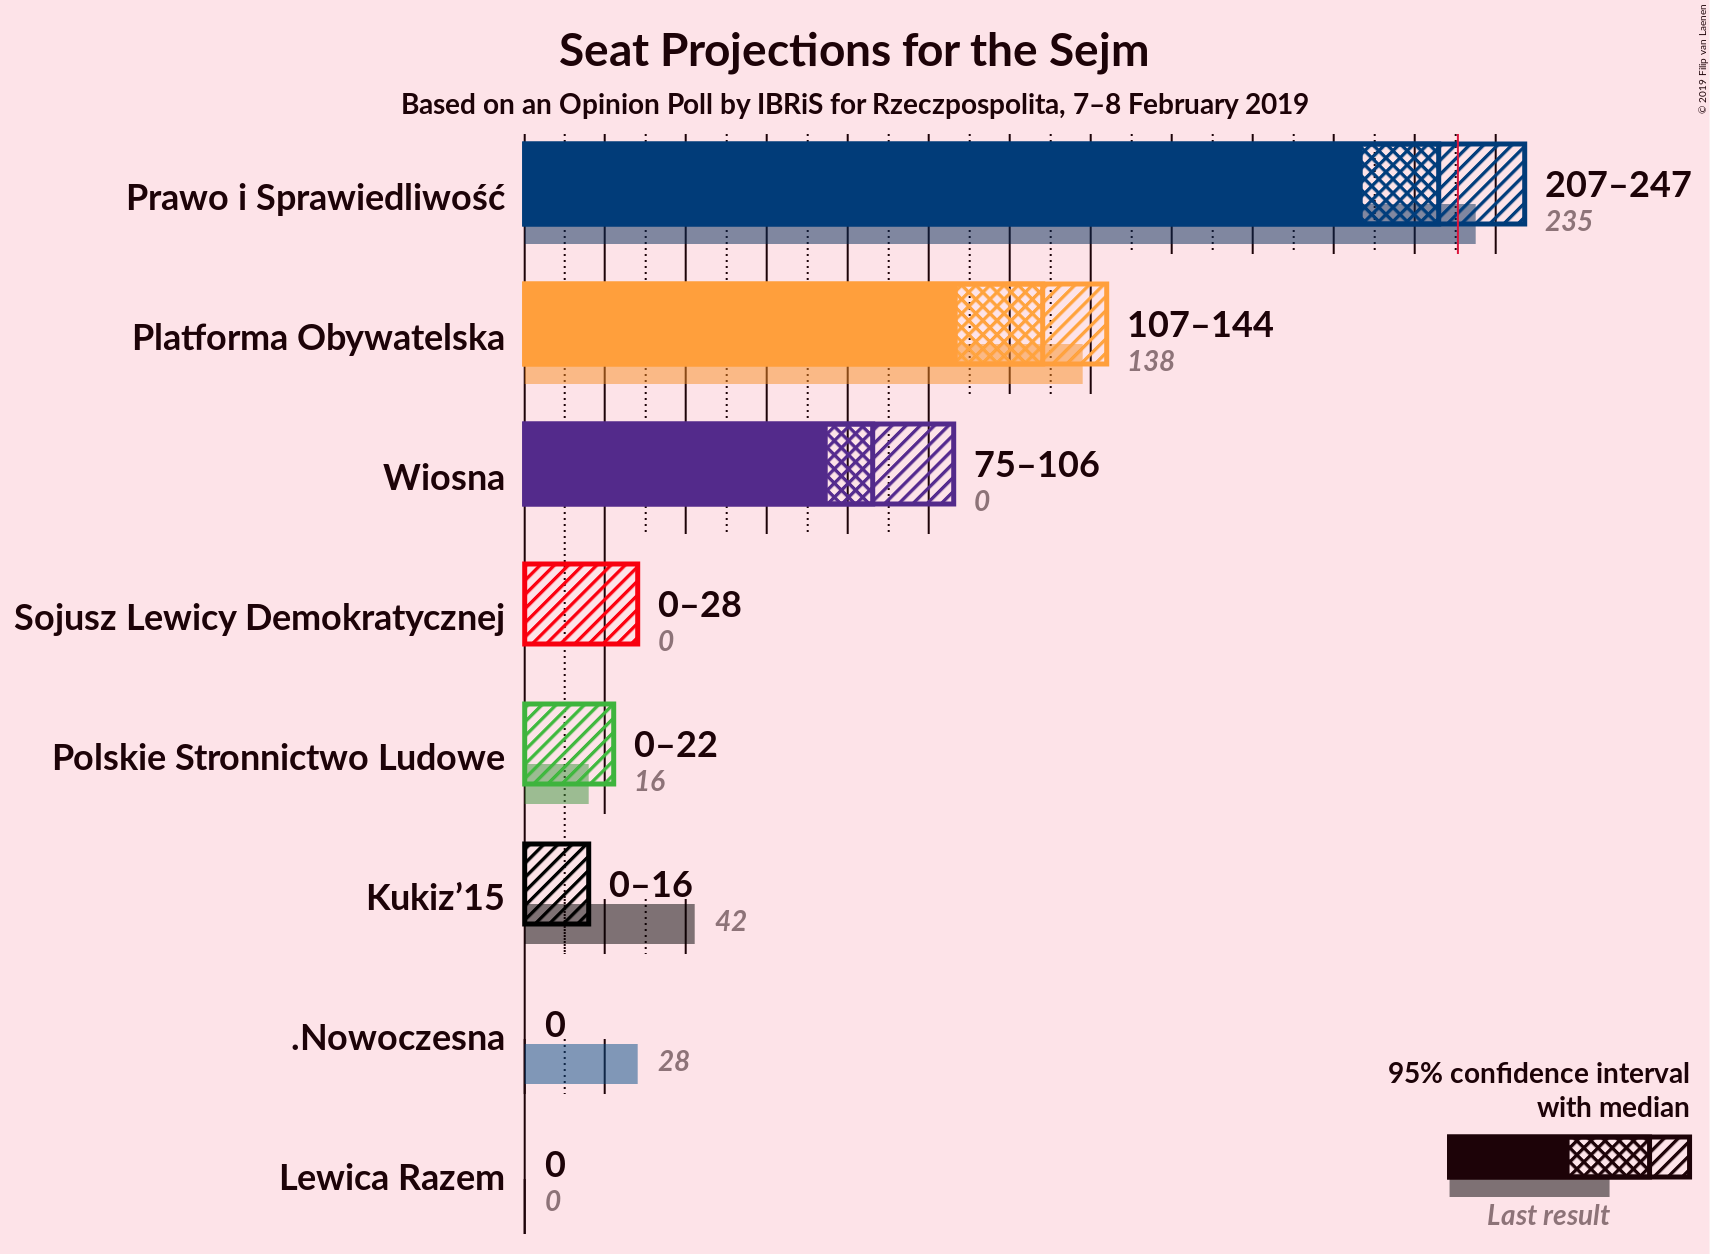 Seat Projections for the Sejm
Based on an Opinion Poll by IBRiS for Rzeczpospolita, 7–8 February 2019
© 2019 Filip van Laenen
Prawo i Sprawiedliwość
207–247
235
Platforma Obywatelska
107–144
138
Wiosna
75–106
0
Sojusz Lewicy Demokratycznej
0–28
0
Polskie Stronnictwo Ludowe
0–22
16
Kukiz’15
0–16
42
.Nowoczesna
0
28
Lewica Razem
0
0
95% confidence interval
with median
Last result